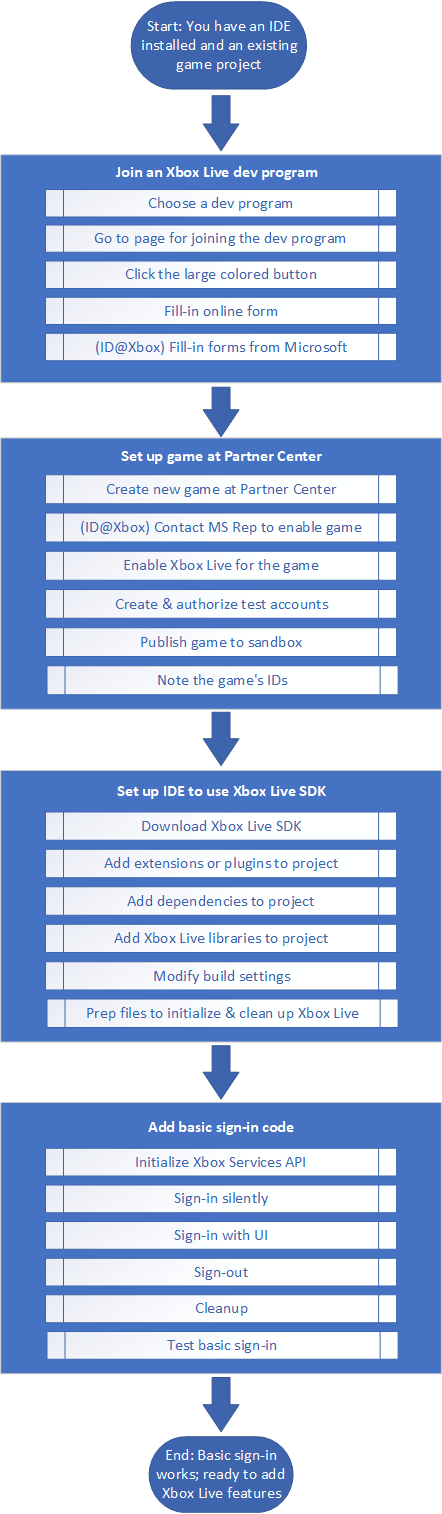 Start: You have an IDE
installed and an existing
game project
Join an Xbox Live dev program
Choose a dev program
Go to page for joining the dev program
Click the large colored button
Fill-in online form
(ID@Xbox) Fill-in forms from Microsoft
Set up game at Partner Center
Create new game at Partner Center
(ID@Xbox) Contact MS Rep to enable game
Enable Xbox Live for the game
Create & authorize test accounts
Publish game to sandbox
Note the game's IDs
Set up IDE to use Xbox Live SDK
Download Xbox Live SDK
Add extensions or plugins to project
Add dependencies to project
Add Xbox Live libraries to project
Modify build settings
Prep files to initialize & clean up Xbox Live
Add basic sign-in code
Initialize Xbox Services API
Sign-in silently
Sign-in with UI
Sign-out
Cleanup
Test basic sign-in
End: Basic sign-in
works; ready to add
Xbox Live features